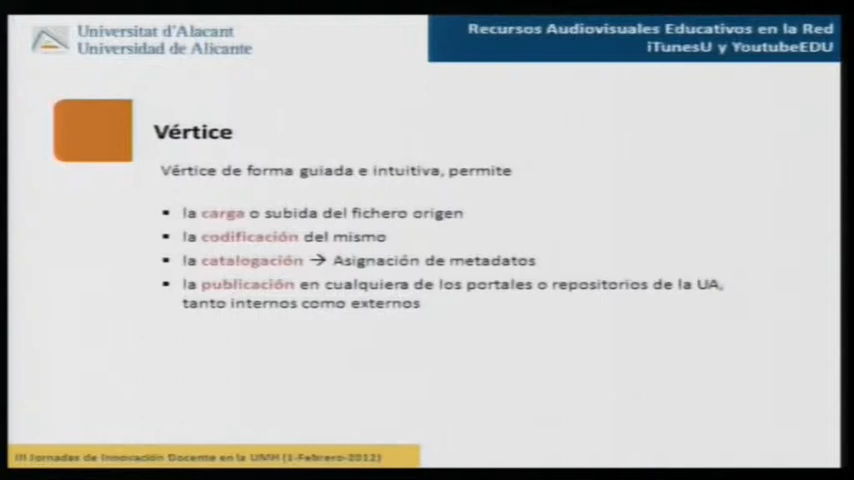 Universitat d'Alacant
Universidad de Alicante
Recursos Audiovisuales Educativos en la Red
iTunesU y YoutubeEDU
Vértice
Vértice de forma guiada e intuitiva, permite
▪ la carga o subida del fichero origen
▪ la codificación del mismo
▪ la catalogación → Asignación de metadatos
▪ la publicación en cualquiera de los portales o repositorios de la UA,
tanto internos como externos
III Jornadas de Innovación Docente en la UMH (1-Febrero-2012)